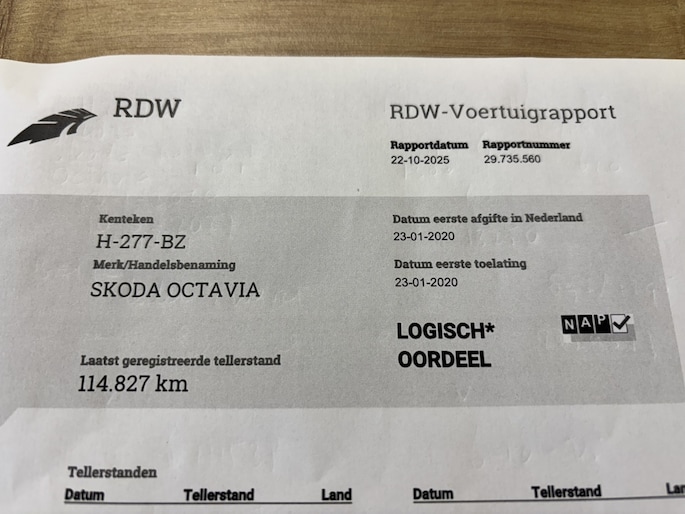 RDW
RDW-Voertuigrapport
Rapportdatum Rapportnummer
22-10-2025 29.735.560
Kenteken
H-277-BZ
Merk/Handelsbenaming
SKODA OCTAVIA
Laatst geregistreerde tellerstand
114.827 km
Datum eerste afgifte in Nederland
23-01-2020
Datum eerste toelating
23-01-2020
LOGISCH*
OORDEEL
NAP
Tellerstanden
Datum Tellerstand Land Datum Tellerstand